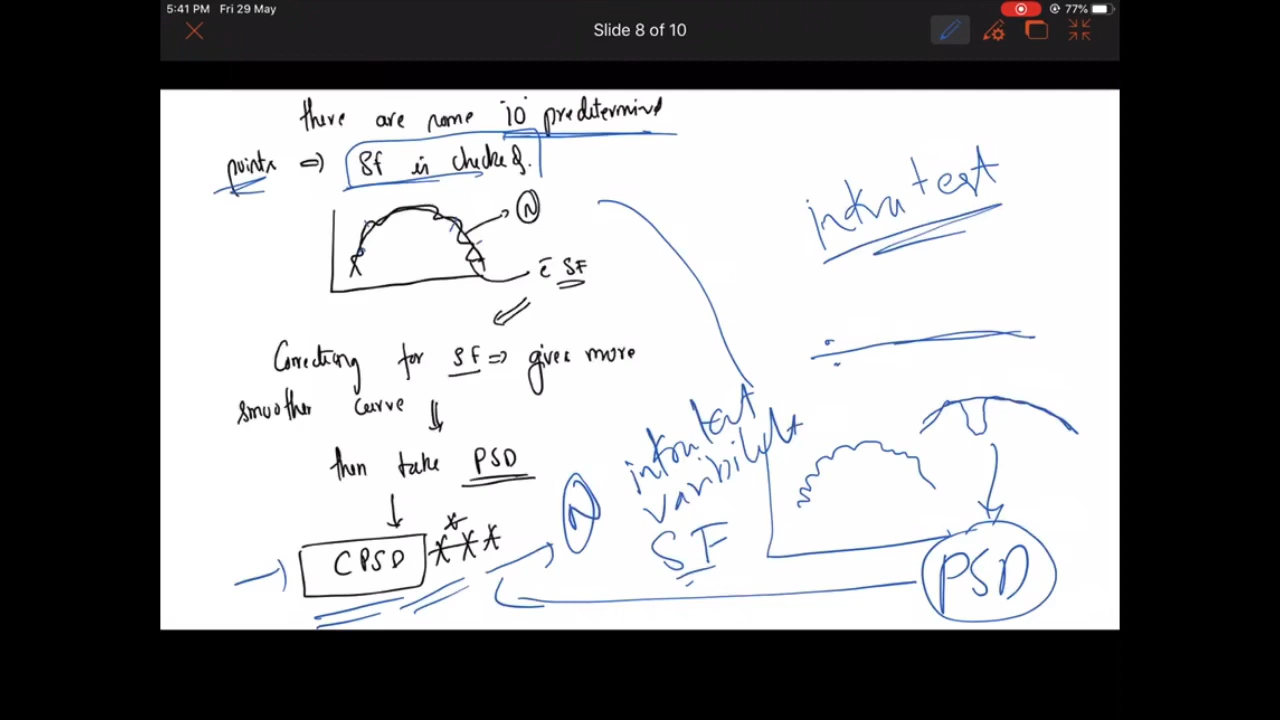 5:41 PM Fri 29 May
77%
Slide 8 of 10
there are some "10" predetermined
points ⇒ SF is checked.
N
c̄ SF
Correcting for SF ⇒ gives more
smoother curve
then take PSD
CPSD
N
intratest
intratest
variability
SF
PSD